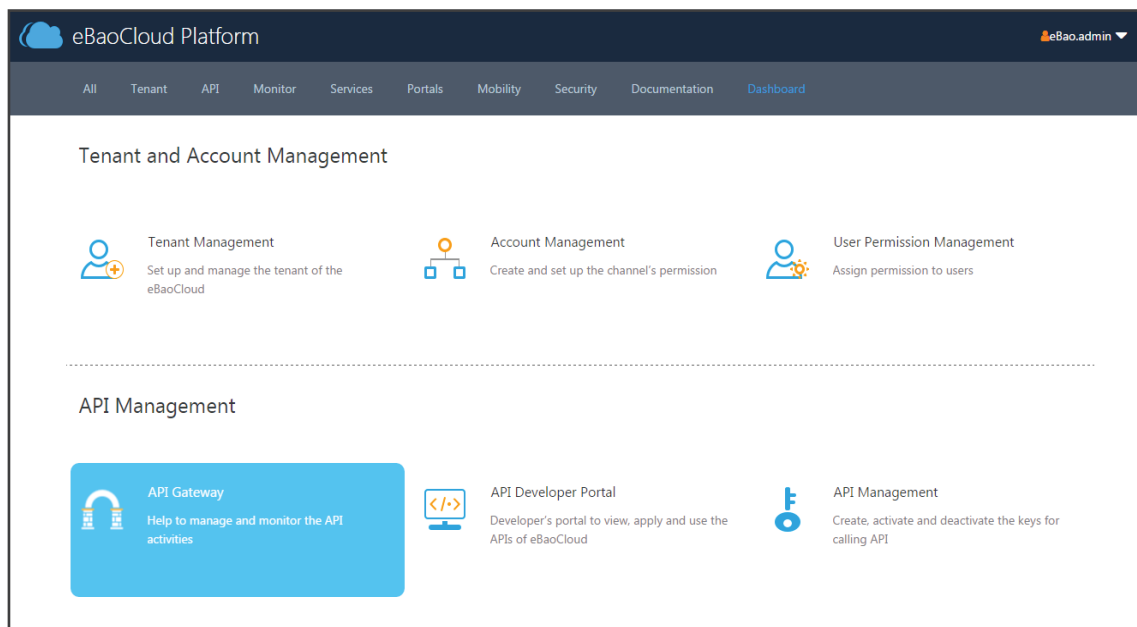 eBaoCloud Platform
eBao.admin
All Tenant API Monitor Services Portals Mobility Security Documentation Dashboard
Tenant and Account Management
Tenant Management
Set up and manage the tenant of the
eBaoCloud
Account Management
Create and set up the channel's permission
User Permission Management
Assign permission to users
API Management
API Gateway
Help to manage and monitor the API
activities
</·>
API Developer Portal
Developer's portal to view, apply and use the
APIs of eBaoCloud
API Management
Create, activate and deactivate the keys for
calling API